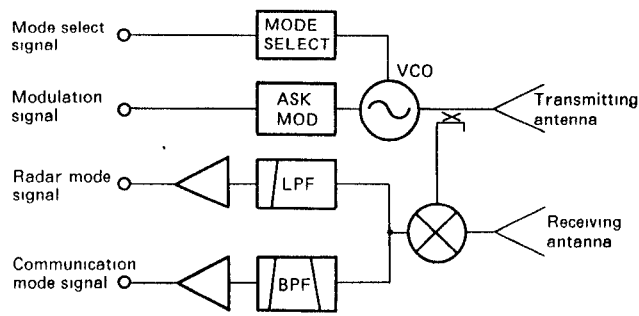 Mode select
signal
MODE
SELECT
VCO
Modulation
signal
ASK
MOD
Transmitting
antenna
Radar mode
signal
LPF
Receiving
antanna
Communication
mode signal
BPF